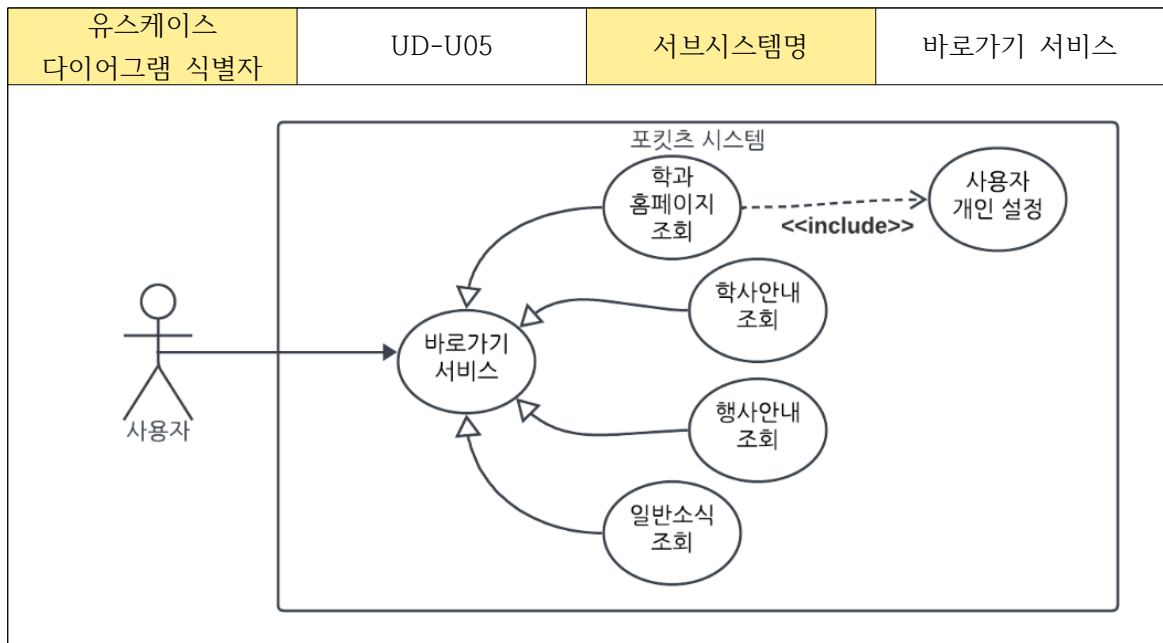 유스케이스
다이어그램 식별자
UD-U05
서브시스템명
바로가기 서비스
포킷츠 시스템
학과
홈페이지
조회
<<include>>
사용자
개인 설정
학사안내
조회
바로가기
서비스
행사안내
조회
사용자
일반소식
조회